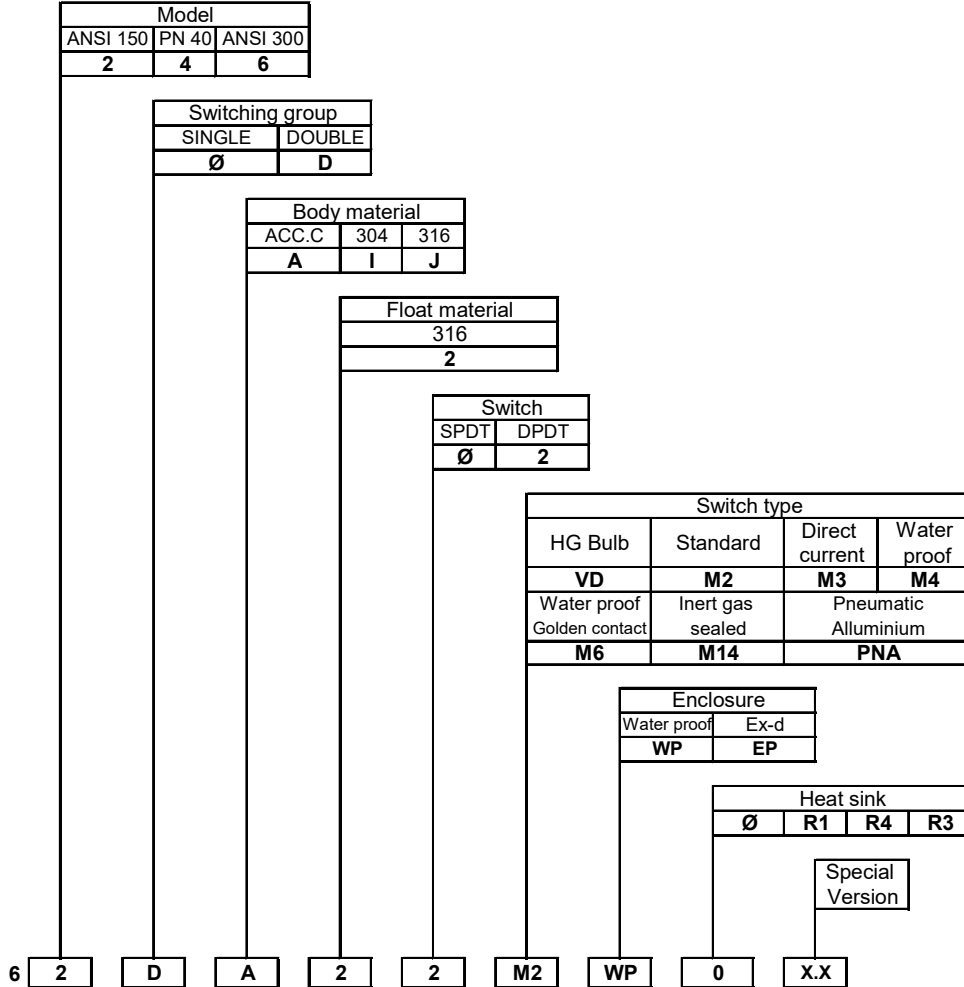 Model
ANSI 150 PN 40 ANSI 300
2 4 6
Switching group
SINGLE DOUBLE
Ø D
Body material
ACC.C 304 316
A I J
Float material
316
2
Switch
SPDT DPDT
Ø 2
Switch type
HG Bulb Standard Direct current Water proof
VD M2 M3 M4
Water proof Golden contact Inert gas sealed Pneumatic Alluminium
M6 M14 PNA
Enclosure
Water proof Ex-d
WP EP
Heat sink
Ø R1 R4 R3
Special
Version
6 2 D A 2 2 M2 WP 0 X.X